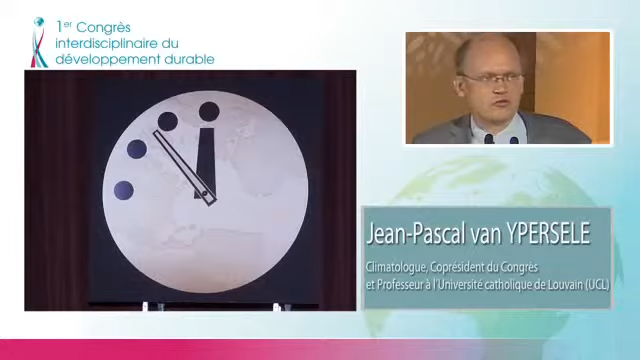 1er Congrès
interdisciplinaire du
développement durable
Jean-Pascal van YPERSELE
Climatologue, Coprésident du Congrès
et Professeur à l'Université catholique de Louvain (UCL)